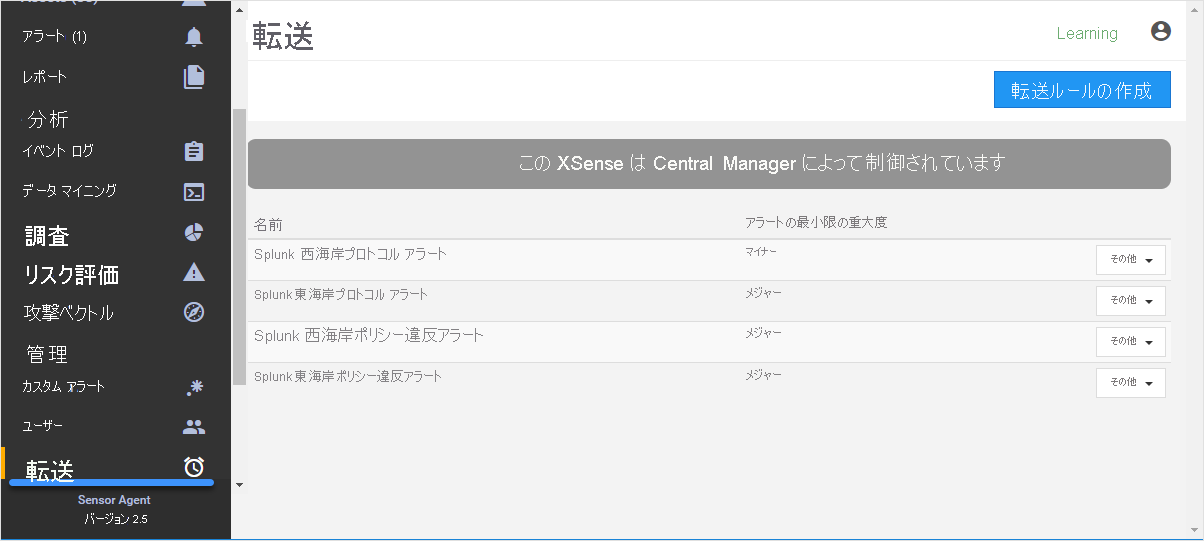 アラート (1)
レポート
分析
イベント ログ
データ マイニング
調査
リスク評価
攻撃ベクトル
管理
カスタム アラート
ユーザー
転送
Sensor Agent
バージョン 2.5
転送
Learning
転送ルールの作成
この XSense は Central Manager によって制御されています
名前 アラートの最小限の重大度
Splunk 西海岸プロトコル アラート マイナー その他
Splunk 東海岸プロトコル アラート メジャー その他
Splunk 西海岸ポリシー違反アラート メジャー その他
Splunk 東海岸ポリシー違反アラート メジャー その他